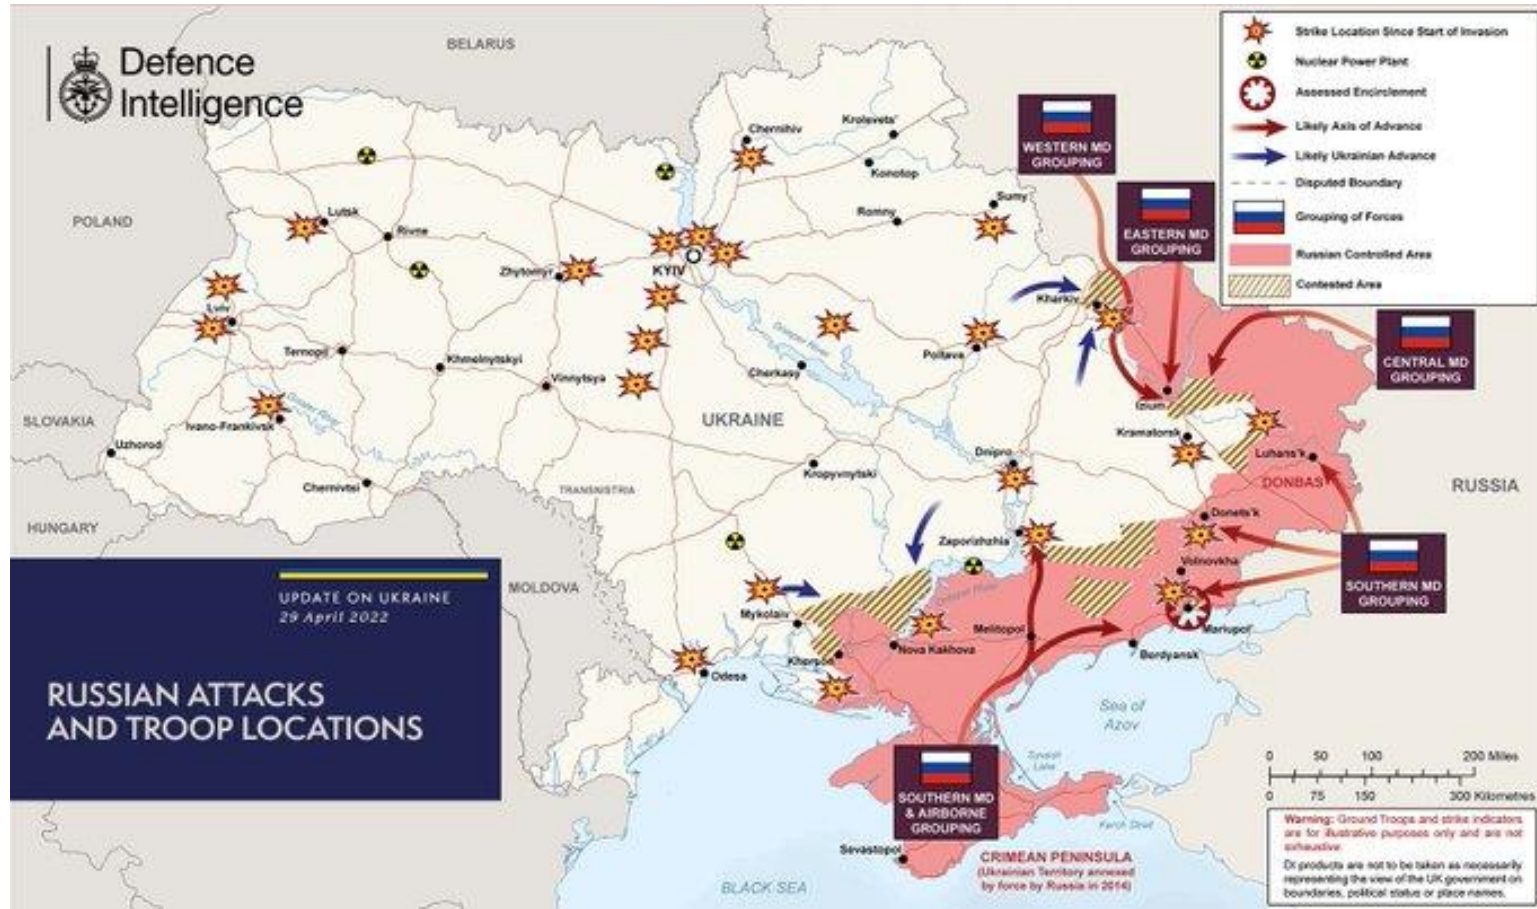 Defence
Intelligence
BELARUS
POLAND
SLOVAKIA
HUNGARY
MOLDOVA
TRANSNISTRIA
UKRAINE
RUSSIA
Chernihiv
Krolevets'
Konotop
Sumy
Romny
Lutsk
Rivne
Zhytomyr
KYIV
Lviv
Ternopil
Khmelnytskyi
Vinnytsya
Cherkasy
Dnieper River
Poltava
Kharkiv
Izium
Ivano-Frankivsk
Uzhorod
Chernivtsi
Kropyvnytski
Dnipro
Kramatorsk
Luhans'k
DONBAS
Donets'k
Zaporizhzhia
Volnovkha
Mykolaiv
Melitopol
Mariupol'
Berdyansk
Kherson
Nova Kakhova
Odesa
Sea of
Azov
Syvash
Lake
Kerch Strait
Sevastopol
CRIMEAN PENINSULA
(Ukrainian Territory annexed
by force by Russia in 2014)
BLACK SEA
WESTERN MD
GROUPING
EASTERN MD
GROUPING
CENTRAL MD
GROUPING
SOUTHERN MD
GROUPING
SOUTHERN MD
& AIRBORNE
GROUPING
Strike Location Since Start of Invasion
Nuclear Power Plant
Assessed Encirclement
Likely Axis of Advance
Likely Ukrainian Advance
Disputed Boundary
Grouping of Forces
Russian Controlled Area
Contested Area
UPDATE ON UKRAINE
29 April 2022
RUSSIAN ATTACKS
AND TROOP LOCATIONS
0 50 100 200 Miles
0 75 150 300 Kilometres
Warning: Ground Troops and strike indicators
are for illustrative purposes only and are not
exhaustive
DI products are not to be taken as necessarily
representing the view of the UK government on
boundaries, political status or place names.